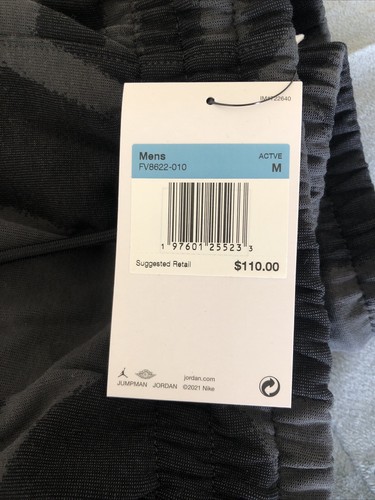 Mens
ACTVE
FV8622-010
M
1 97601 25523 3
Suggested Retail
$110.00
jordan.com
JUMPMAN JORDAN ©2021 Nike